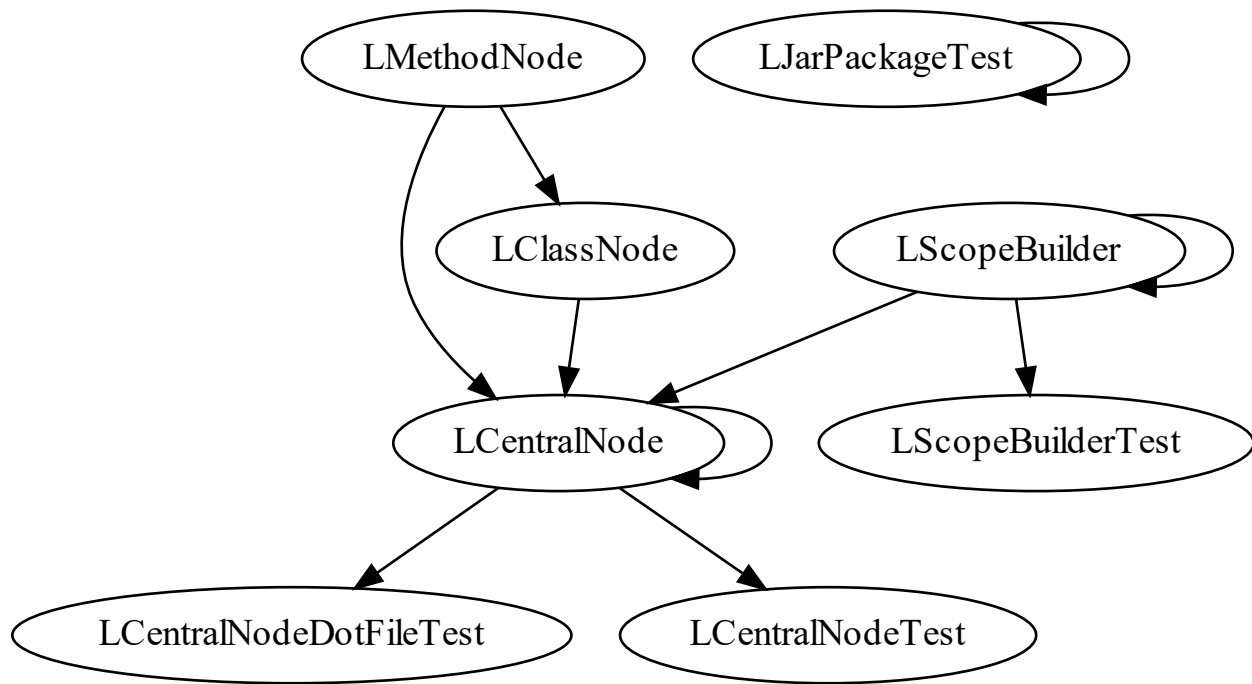 LMethodNode
LJarPackageTest
LClassNode
LScopeBuilder
LCentralNode
LScopeBuilderTest
LCentralNodeDotFileTest
LCentralNodeTest